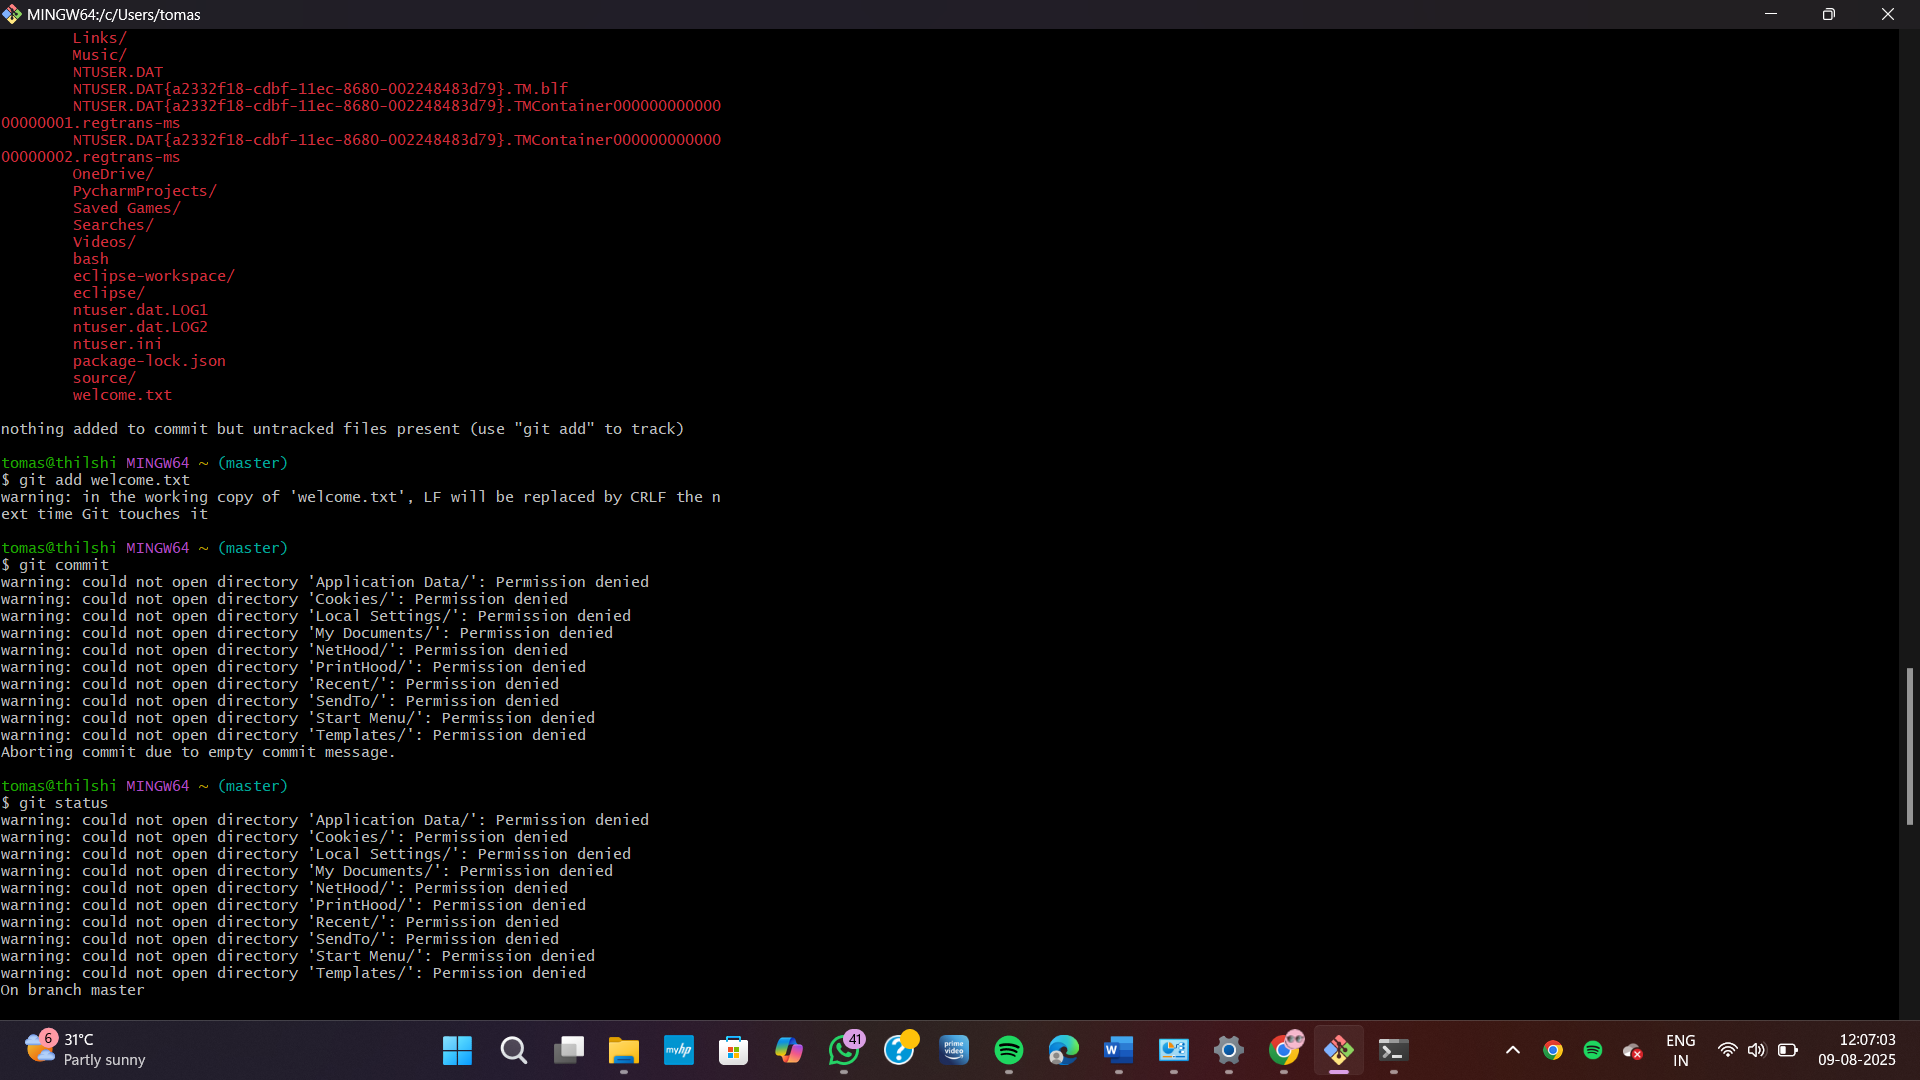 MINGW64:/c/Users/tomas
Links/
Music/
NTUSER.DAT
NTUSER.DAT{a2332f18-cdbf-11ec-8680-002248483d79}.TM.blf
NTUSER.DAT{a2332f18-cdbf-11ec-8680-002248483d79}.TMContainer000000000000
00000001.regtrans-ms
NTUSER.DAT{a2332f18-cdbf-11ec-8680-002248483d79}.TMContainer000000000000
00000002.regtrans-ms
OneDrive/
PycharmProjects/
Saved Games/
Searches/
Videos/
bash
eclipse-workspace/
eclipse/
ntuser.dat.LOG1
ntuser.dat.LOG2
ntuser.ini
package-lock.json
source/
welcome.txt
nothing added to commit but untracked files present (use "git add" to track)
tomas@thilshi MINGW64 ~ (master)
$ git add welcome.txt
warning: in the working copy of 'welcome.txt', LF will be replaced by CRLF the n
ext time Git touches it
tomas@thilshi MINGW64 ~ (master)
$ git commit
warning: could not open directory 'Application Data/': Permission denied
warning: could not open directory 'Cookies/': Permission denied
warning: could not open directory 'Local Settings/': Permission denied
warning: could not open directory 'My Documents/': Permission denied
warning: could not open directory 'NetHood/': Permission denied
warning: could not open directory 'PrintHood/': Permission denied
warning: could not open directory 'Recent/': Permission denied
warning: could not open directory 'SendTo/': Permission denied
warning: could not open directory 'Start Menu/': Permission denied
warning: could not open directory 'Templates/': Permission denied
Aborting commit due to empty commit message.
tomas@thilshi MINGW64 ~ (master)
$ git status
warning: could not open directory 'Application Data/': Permission denied
warning: could not open directory 'Cookies/': Permission denied
warning: could not open directory 'Local Settings/': Permission denied
warning: could not open directory 'My Documents/': Permission denied
warning: could not open directory 'NetHood/': Permission denied
warning: could not open directory 'PrintHood/': Permission denied
warning: could not open directory 'Recent/': Permission denied
warning: could not open directory 'SendTo/': Permission denied
warning: could not open directory 'Start Menu/': Permission denied
warning: could not open directory 'Templates/': Permission denied
On branch master
6
31°C
Partly sunny
myhp
41
prime video
W
ENG
IN
12:07:03
09-08-2025